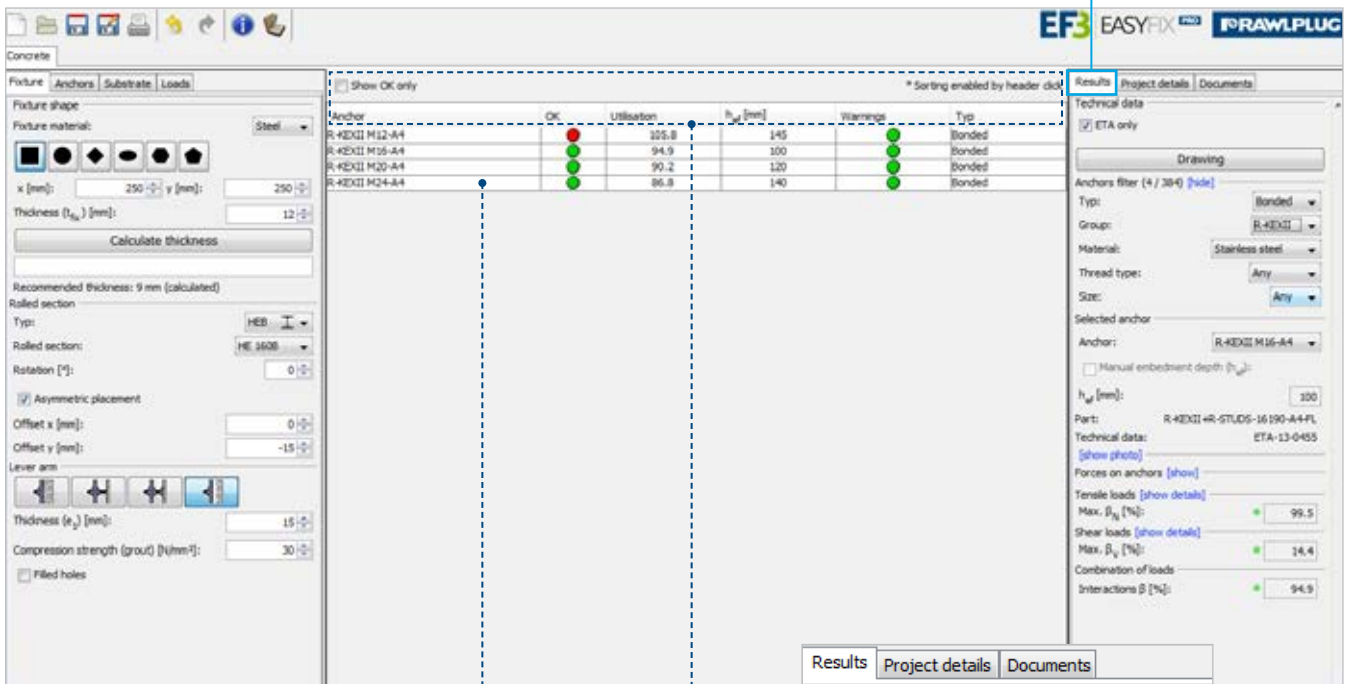 EF3 EASYFIX PRO RAWLPLUG
Concrete
Fixture Anchors Substrate Loads
Fixture shape
Fixture material: Steel
x [mm]: 250 y [mm]: 250
Thickness (tfix) [mm]: 12
Calculate thickness
Recommended thickness: 9 mm (calculated)
Rolled section
Typ: HEB
Rolled section: HE 160B
Rotation [°]: 0
Asymmetric placement
Offset x [mm]: 0
Offset y [mm]: -15
Lever arm
Thickness (e1) [mm]: 15
Compression strength (grout) [N/mm²]: 30
Filled holes
Show OK only * Sorting enabled by header click
Anchor OK Utilisation hef [mm] Warnings Typ
R-KEXII M12-A4 105.8 145 Bonded
R-KEXII M16-A4 94.9 100 Bonded
R-KEXII M20-A4 90.2 120 Bonded
R-KEXII M24-A4 86.8 140 Bonded
Results Project details Documents
Technical data
ETA only
Drawing
Anchors filter (4 / 384) [hide]
Typ: Bonded
Group: R-KEXII
Material: Stainless steel
Thread type: Any
Size: Any
Selected anchor
Anchor: R-KEXII M16-A4
Manual embedment depth (hef):
hef [mm]: 100
Part: R-KEXII+R-STUDS-16190-A4-FL
Technical data: ETA-13-0455
[show photo]
Forces on anchors [show]
Tensile loads [show details]
Max. βN [%]: 99.5
Shear loads [show details]
Max. βV [%]: 14.4
Combination of loads
Interactions β [%]: 94.9
Results Project details Documents